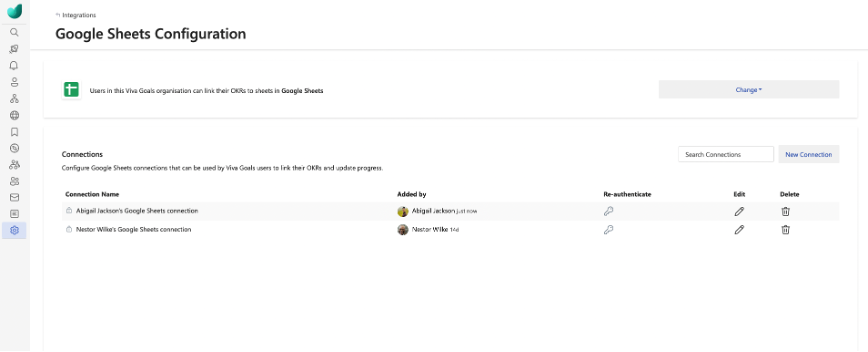 Integrations
Google Sheets Configuration
Users in this Viva Goals organisation can link their OKRs to sheets in Google Sheets
Change
Connections
Search Connections
New Connection
Configure Google Sheets connections that can be used by Viva Goals users to link their OKRs and update progress.
Connection Name Added by Re-authenticate Edit Delete
Abigail Jackson's Google Sheets connection Abigail Jackson just now
Nestor Wilke's Google Sheets connection Nestor Wilke 14d